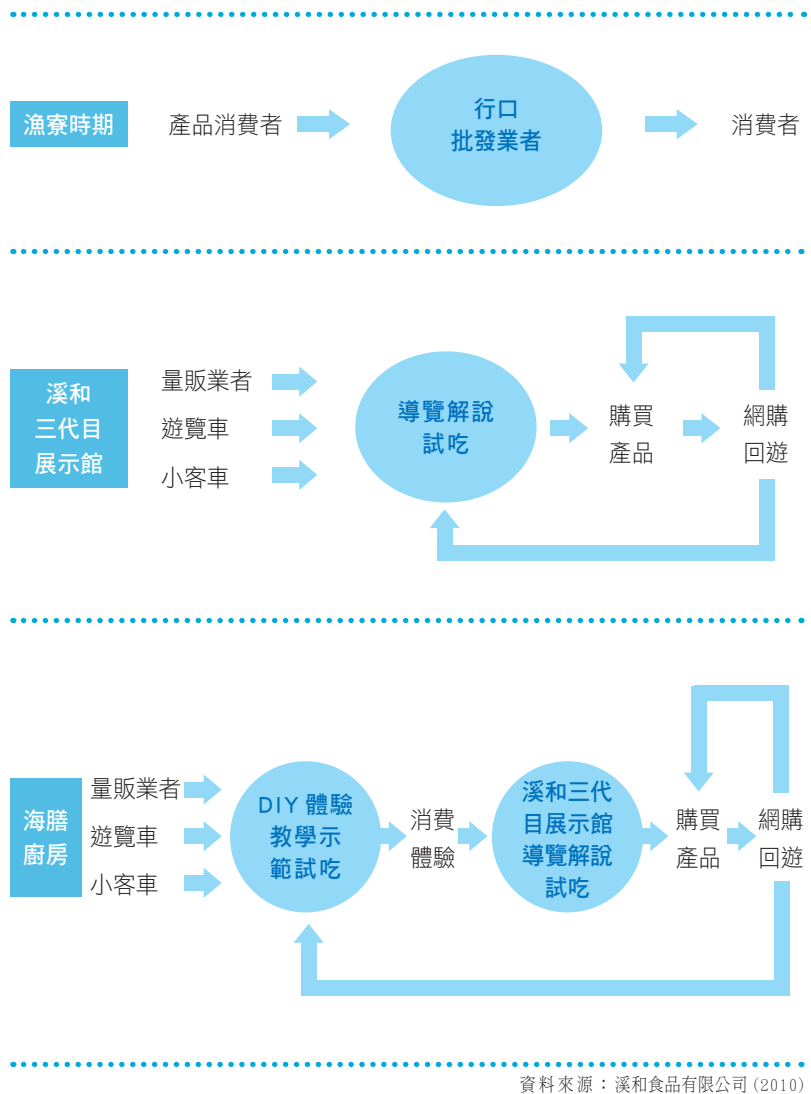 漁寮時期
產品消費者
行口
批發業者
消費者
溪和
三代目
展示館
量販業者
遊覽車
小客車
導覽解說
試吃
購買
產品
網購
回遊
海膳
廚房
量販業者
遊覽車
小客車
DIY 體驗
教學示
範試吃
消費
體驗
溪和三代
目展示館
導覽解說
試吃
購買
產品
網購
回遊
資料來源：溪和食品有限公司(2010)